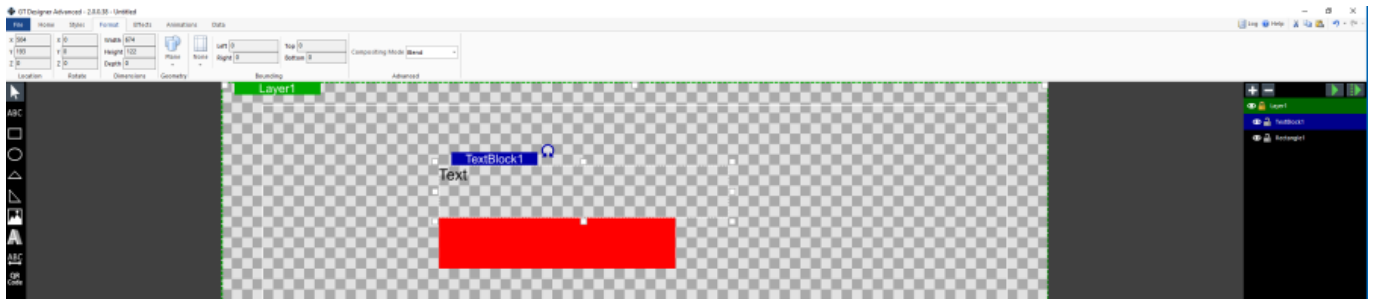 GT Designer Advanced - 2.0.0.30 - Untitled
File Home Styles Format Effects Animations Data
Log Help
X 504 X 0 Width 674 Left 0 Top 0
Y 193 Y 0 Height 122 Plane None Right 0 Bottom 0 Compositing Mode Blend
Z 0 Z 0 Depth 0
Location Rotate Dimensions Geometry Bounding Advanced
Layer1
ABC
TextBlock1
Text
ABC
QR
Code
Layer1
TextBlock1
Rectangle1